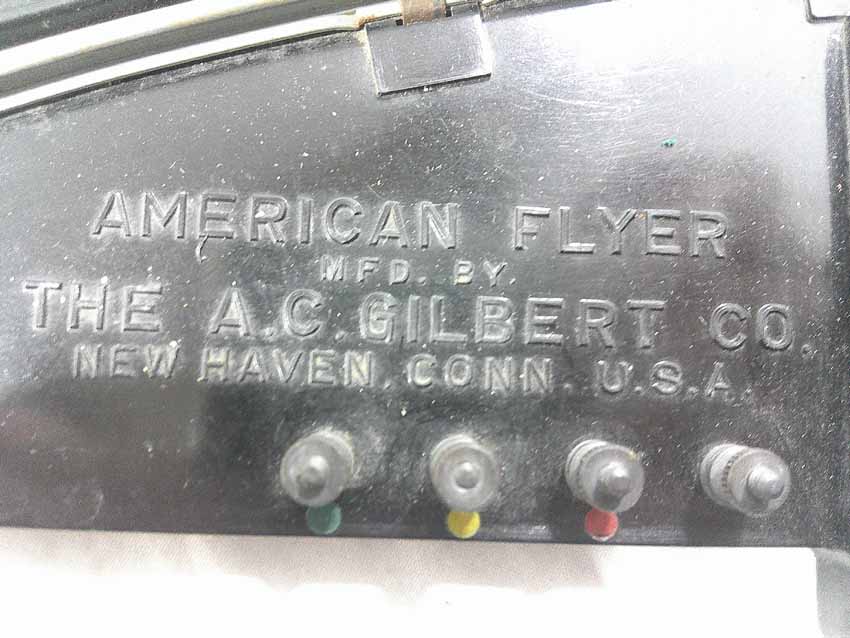 AMERICAN FLYER
MFD. BY.
THE A.C. GILBERT CO.
NEW HAVEN, CONN. U.S.A.